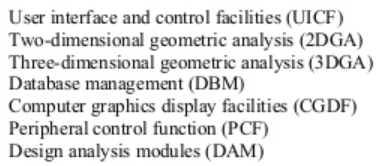 User interface and control facilities (UICF)
Two-dimensional geometric analysis (2DGA)
Three-dimensional geometric analysis (3DGA)
Database management (DBM)
Computer graphics display facilities (CGDF)
Peripheral control function (PCF)
Design analysis modules (DAM)